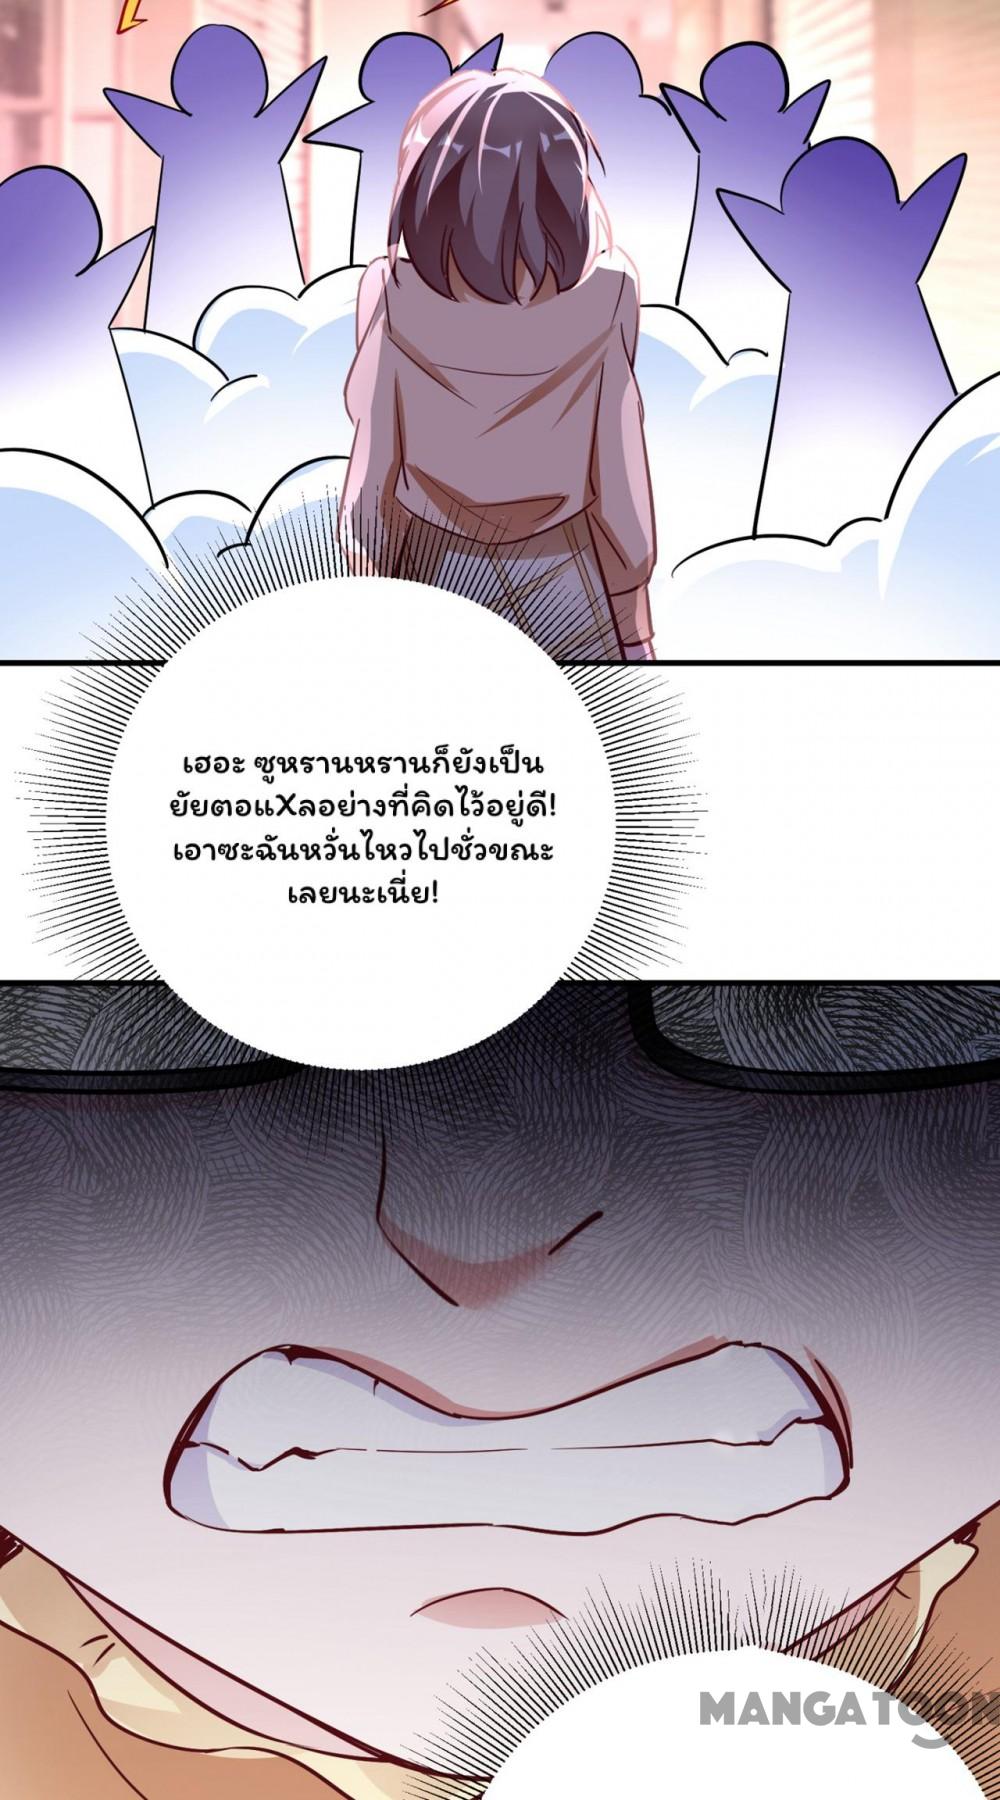 เฮอะ ซูหรานหรานก็ยังเป็น
ยัยตอแXลอย่างที่คิดไว้อยู่ดี!
เอาซะฉันหวั่นไหวไปชั่วขณะ
เลยนะเนี่ย!
MANGATOON